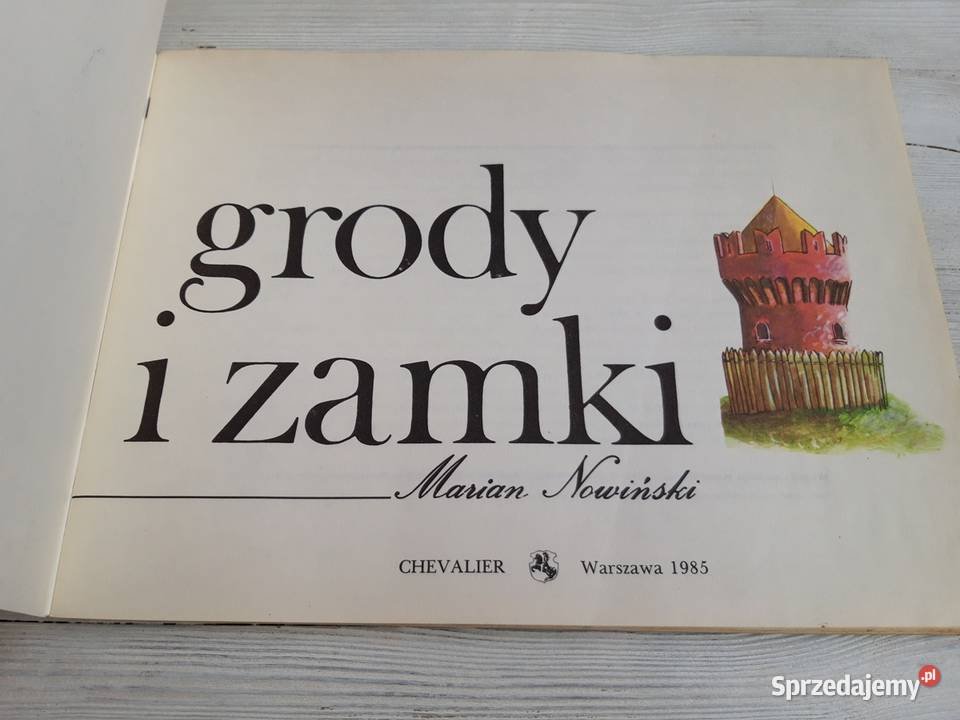 grody
i zamki
Marian Nowiński
CHEVALIER Warszawa 1985
Sprzedajemy.pl